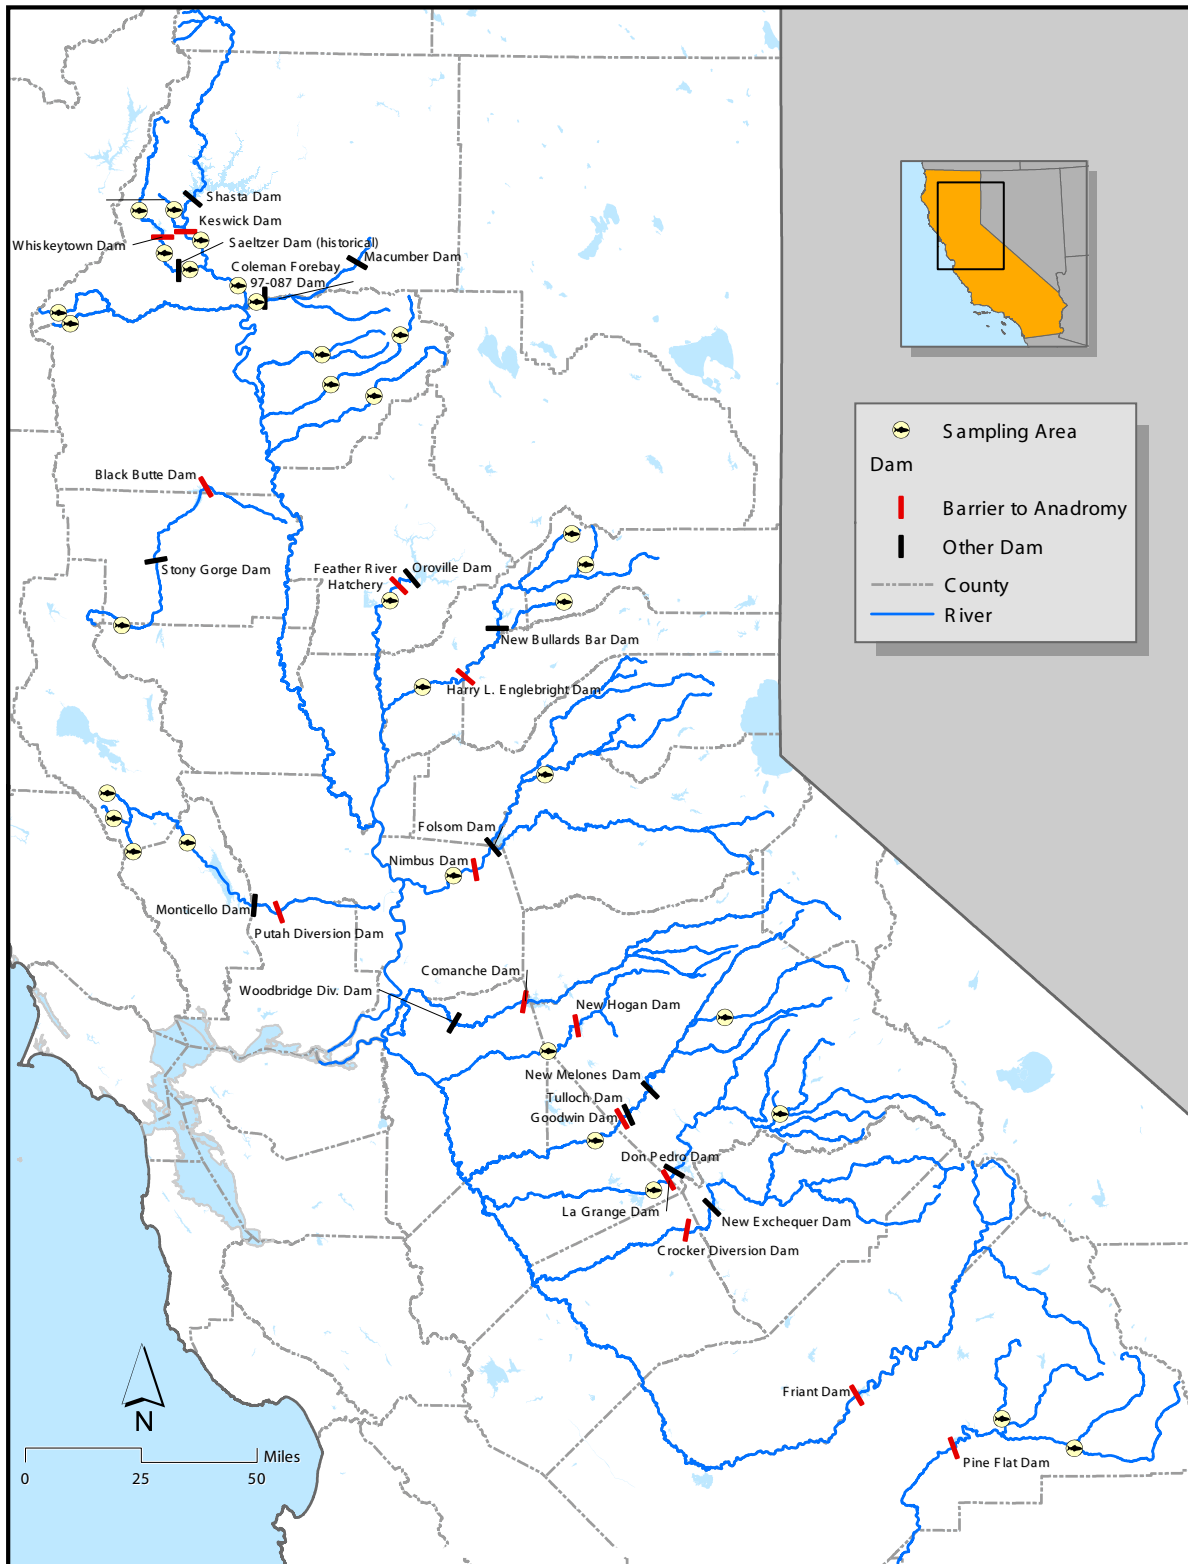 Shasta Dam
Keswick Dam
Whiskeytown Dam
Saeltzer Dam (historical)
Macumber Dam
Coleman Forebay
97-087 Dam
Sampling Area
Dam
Barrier to Anadromy
Other Dam
County
River
Black Butte Dam
Stony Gorge Dam
Feather River
Hatchery
Oroville Dam
New Bullards Bar Dam
Harry L. Englebright Dam
Folsom Dam
Nimbus Dam
Monticello Dam
Putah Diversion Dam
Comanche Dam
Woodbridge Div. Dam
New Hogan Dam
New Melones Dam
Tulloch Dam
Goodwin Dam
Don Pedro Dam
La Grange Dam
New Exchequer Dam
Crocker Diversion Dam
Friant Dam
Pine Flat Dam
N
Miles
0 25 50